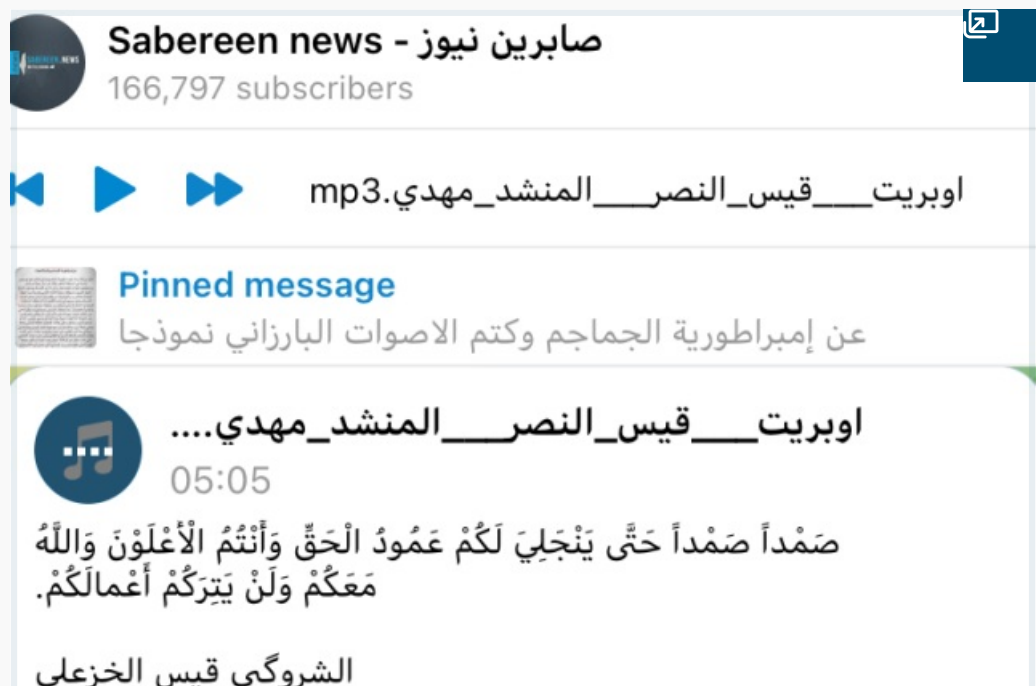 Sabereen news - صابرين نيوز
166,797 subscribers
اوبريت___قيس_النصر___المنشد_مهدي.mp3
Pinned message
عن إمبراطورية الجماجم وكتم الاصوات البارزاني نموذجا
اوبريت___قيس_النصر___المنشد_مهدي....
05:05
صَمْداً صَمْداً حَتَّى يَنْجَلِيَ لَكُمْ عَمُودُ الْحَقِّ وَأَنْتُمُ الْأَعْلَوْنَ وَاللَّهُ
مَعَكُمْ وَلَنْ يَتِرَكُمْ أَعْمالَكُمْ.
الشروگي قيس الخزعلي